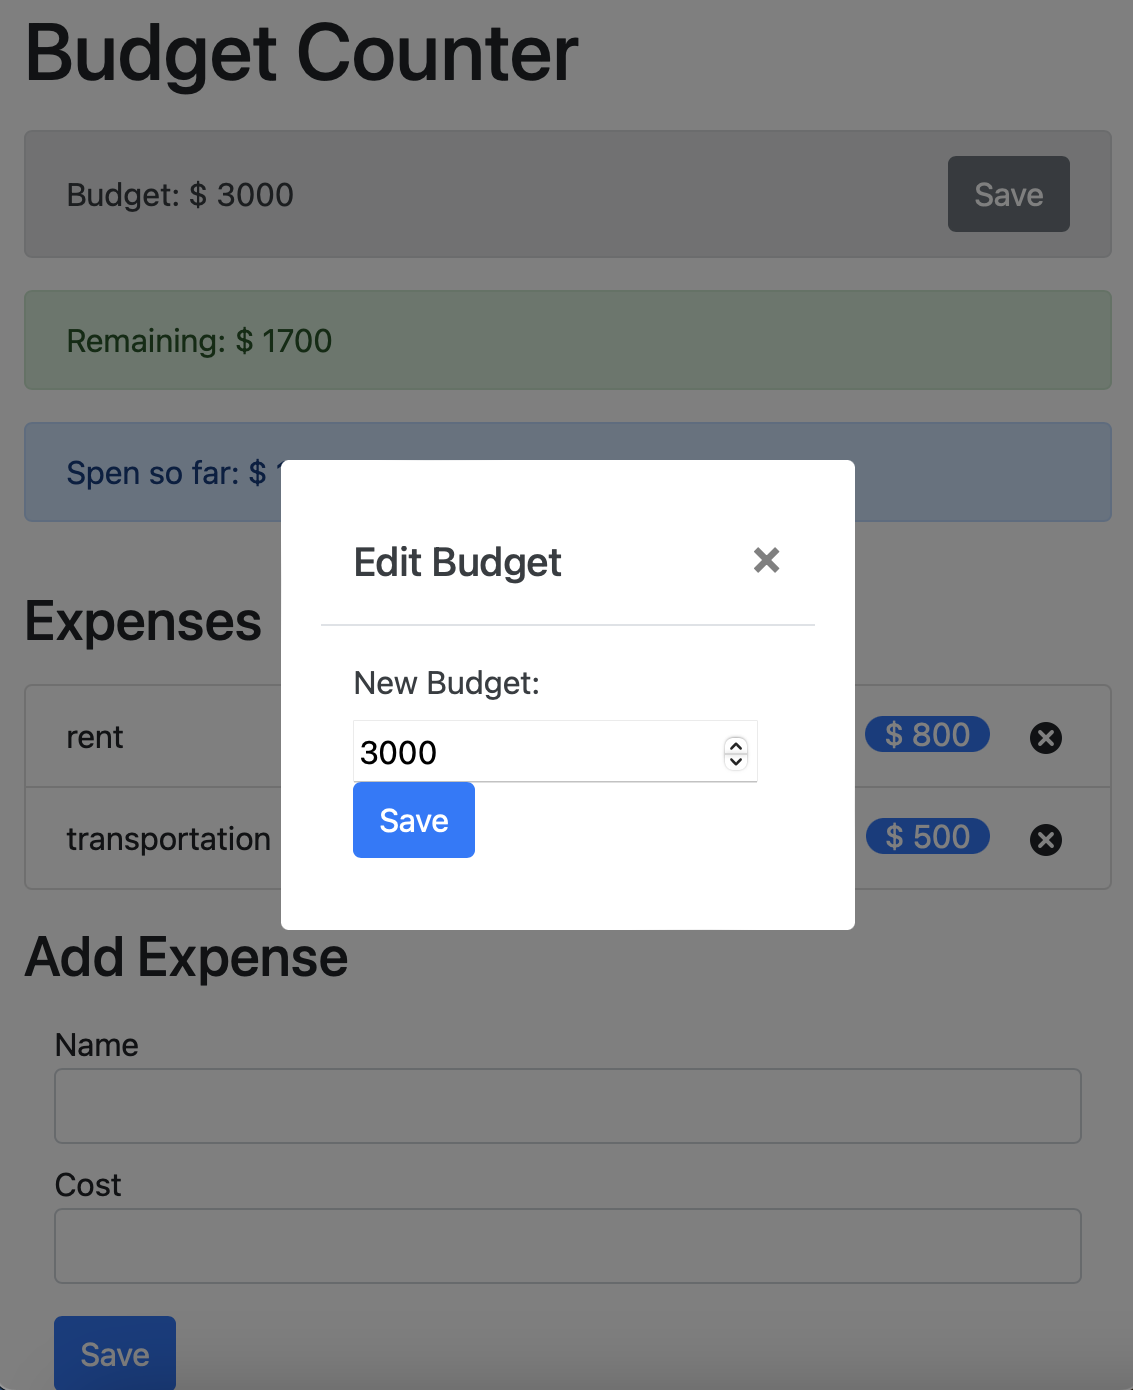 Budget Counter
Budget: $ 3000 Save
Remaining: $ 1700
Spen so far: $
Edit Budget
New Budget:
3000
Save
Expenses
rent $ 800
transportation $ 500
Add Expense
Name
Cost
Save